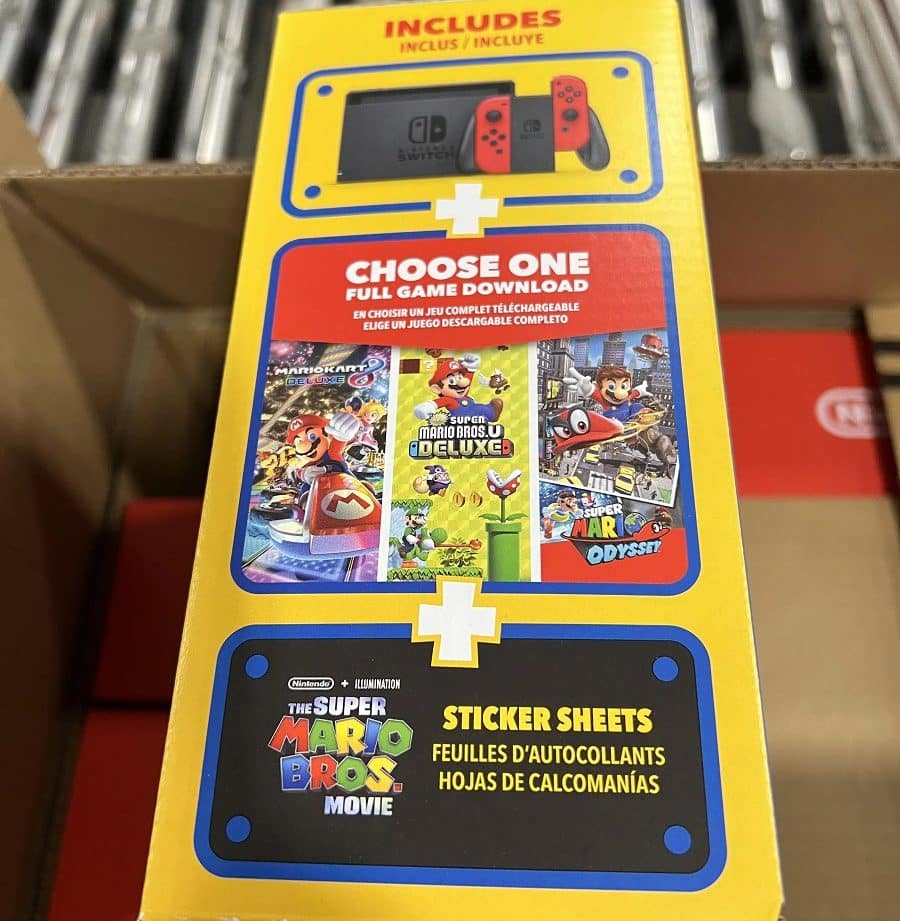 INCLUDES
INCLUS / INCLUYE
NINTENDO
SWITCH
CHOOSE ONE
FULL GAME DOWNLOAD
EN CHOISIR UN JEU COMPLET TÉLÉCHARGEABLE
ELIGE UN JUEGO DESCARGABLE COMPLETO
MARIOKART 8
DELUXE
NEW
SUPER
MARIO BROS.U
DELUXE
SUPER
MARIO
ODYSSEY
Nintendo + ILLUMINATION
THE SUPER
MARIO
BROS.
MOVIE
STICKER SHEETS
FEUILLES D'AUTOCOLLANTS
HOJAS DE CALCOMANÍAS